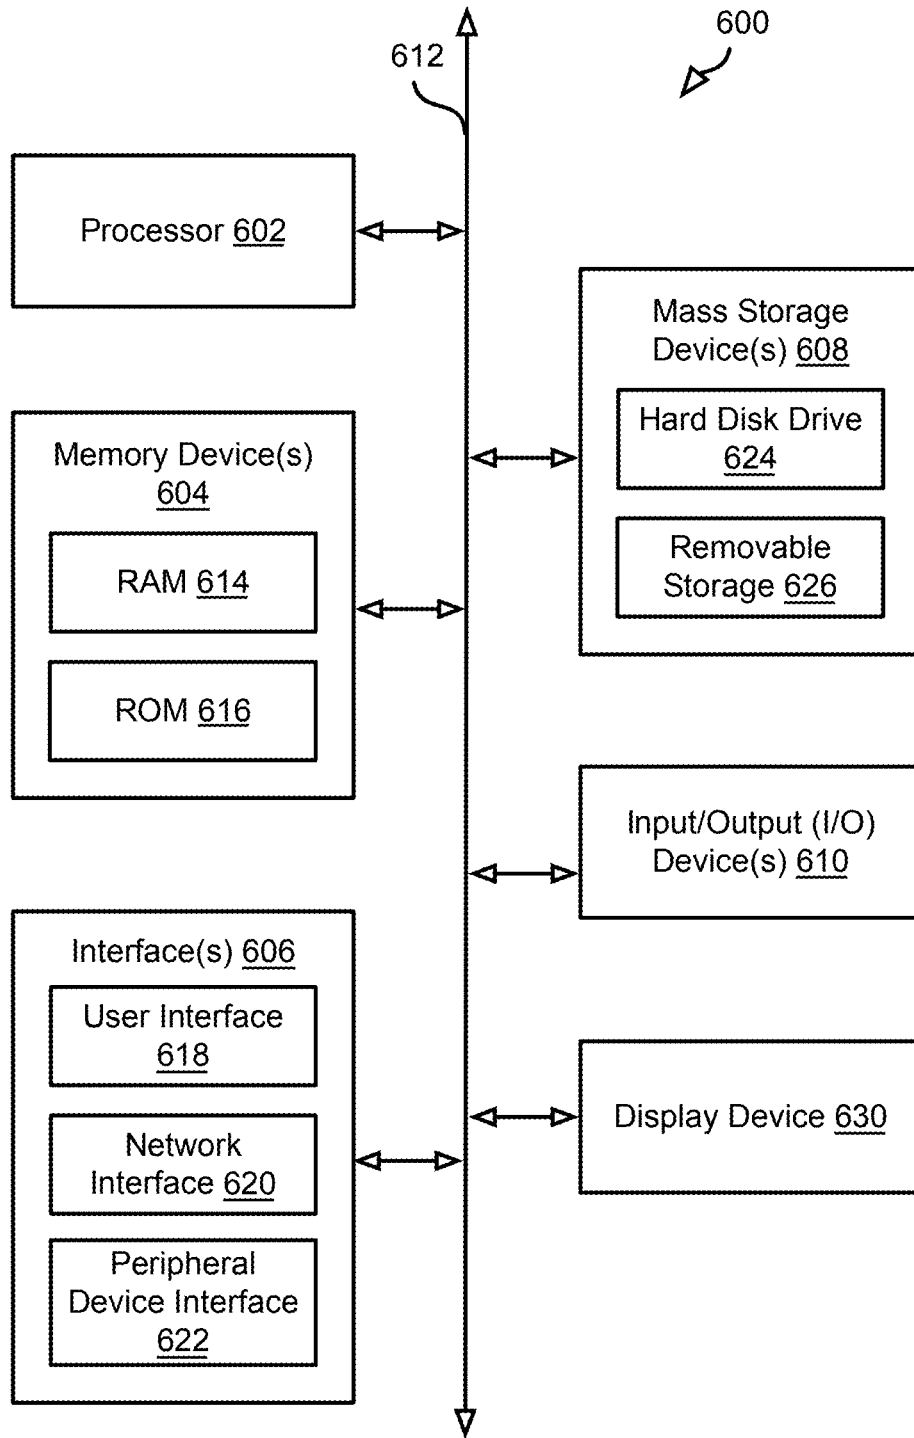 600
612
Processor 602
Mass Storage
Device(s) 608
Hard Disk Drive
624
Removable
Storage 626
Memory Device(s)
604
RAM 614
ROM 616
Input/Output (I/O)
Device(s) 610
Interface(s) 606
User Interface
618
Network
Interface 620
Peripheral
Device Interface
622
Display Device 630